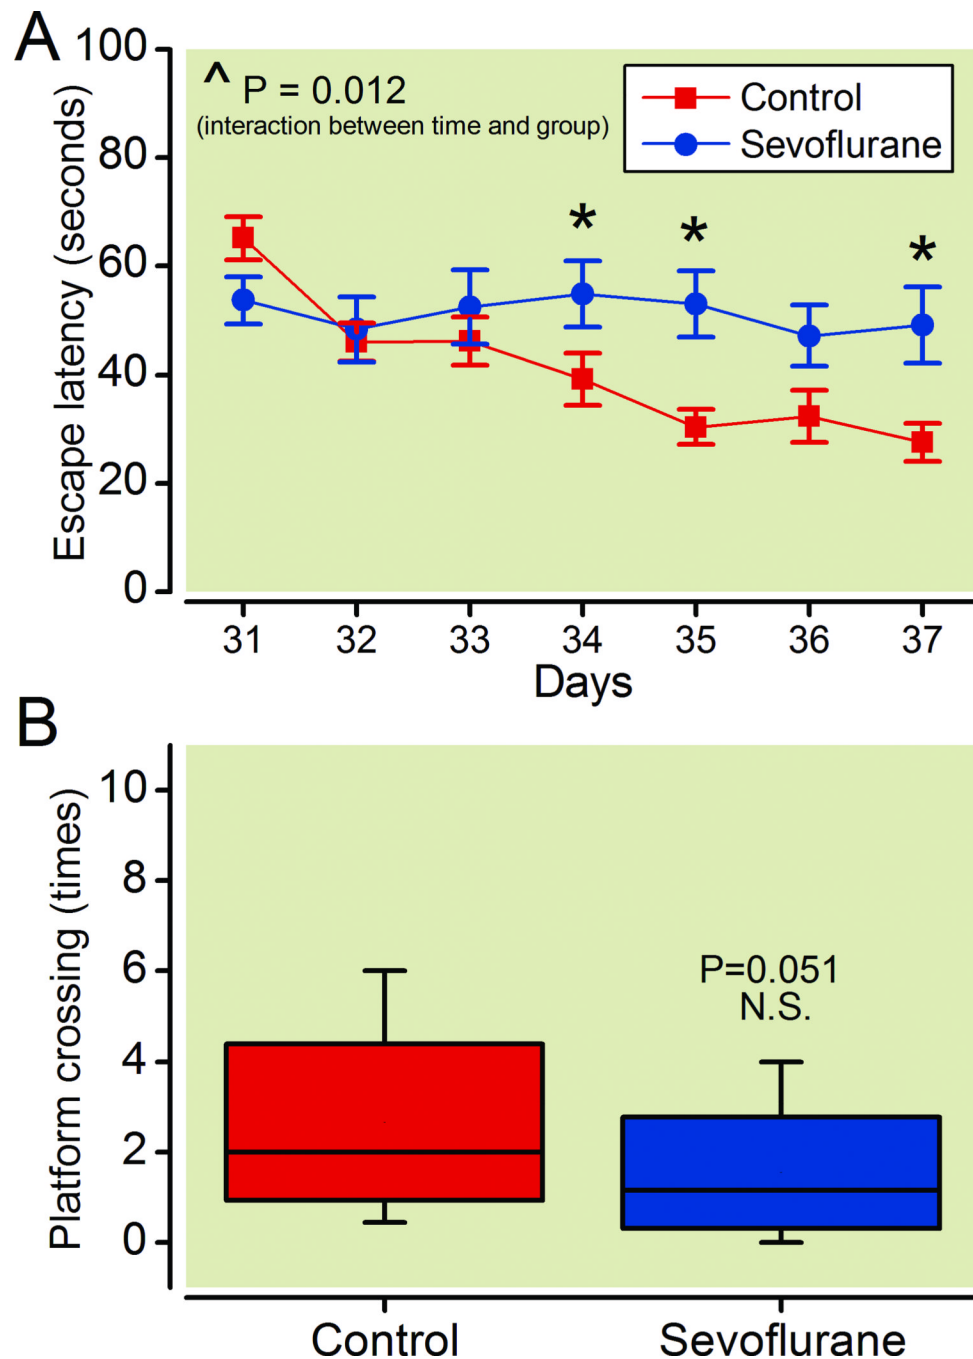 A
Escape latency (seconds)
100
80
60
40
20
0
^ P = 0.012
(interaction between time and group)
Control
Sevoflurane
* * *
31 32 33 34 35 36 37
Days
B
Platform crossing (times)
10
8
6
4
2
0
P=0.051
N.S.
Control Sevoflurane